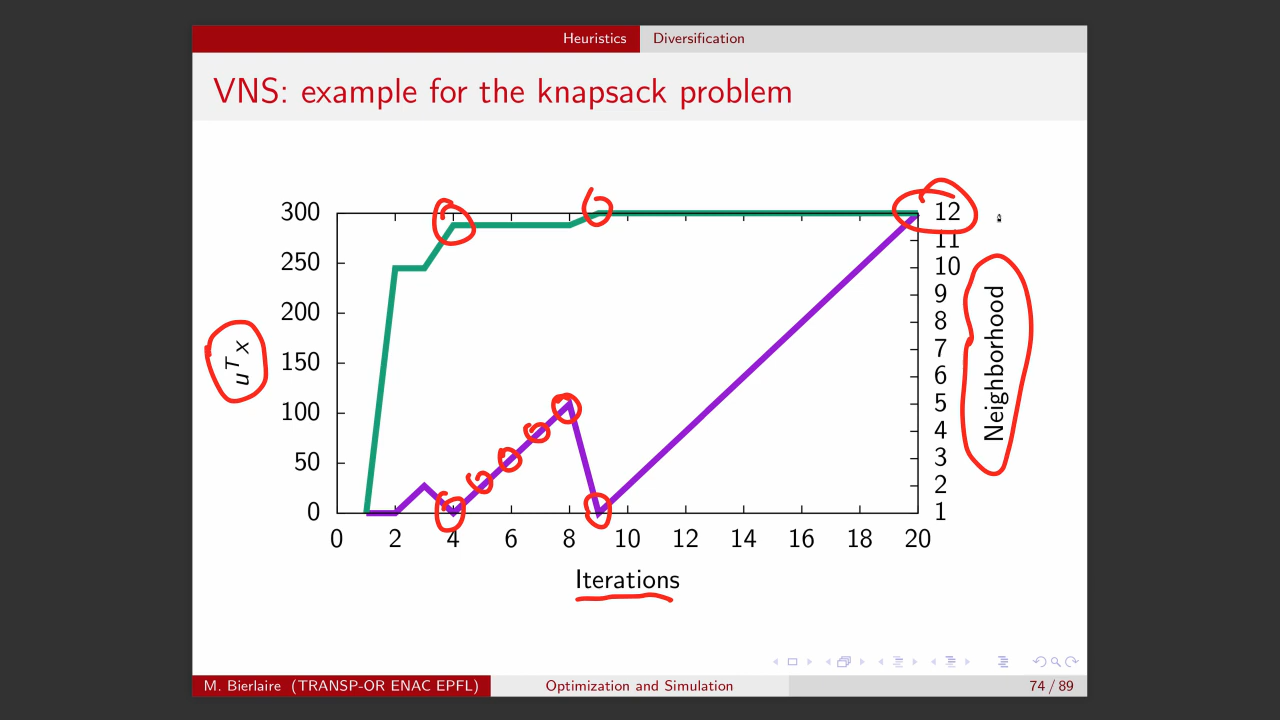 Heuristics Diversification
VNS: example for the knapsack problem
300
250
200
150
100
50
0
u^T x
12
11
10
9
8
7
6
5
4
3
2
1
Neighborhood
0 2 4 6 8 10 12 14 16 18 20
Iterations
M. Bierlaire (TRANSP-OR ENAC EPFL) Optimization and Simulation 74 / 89